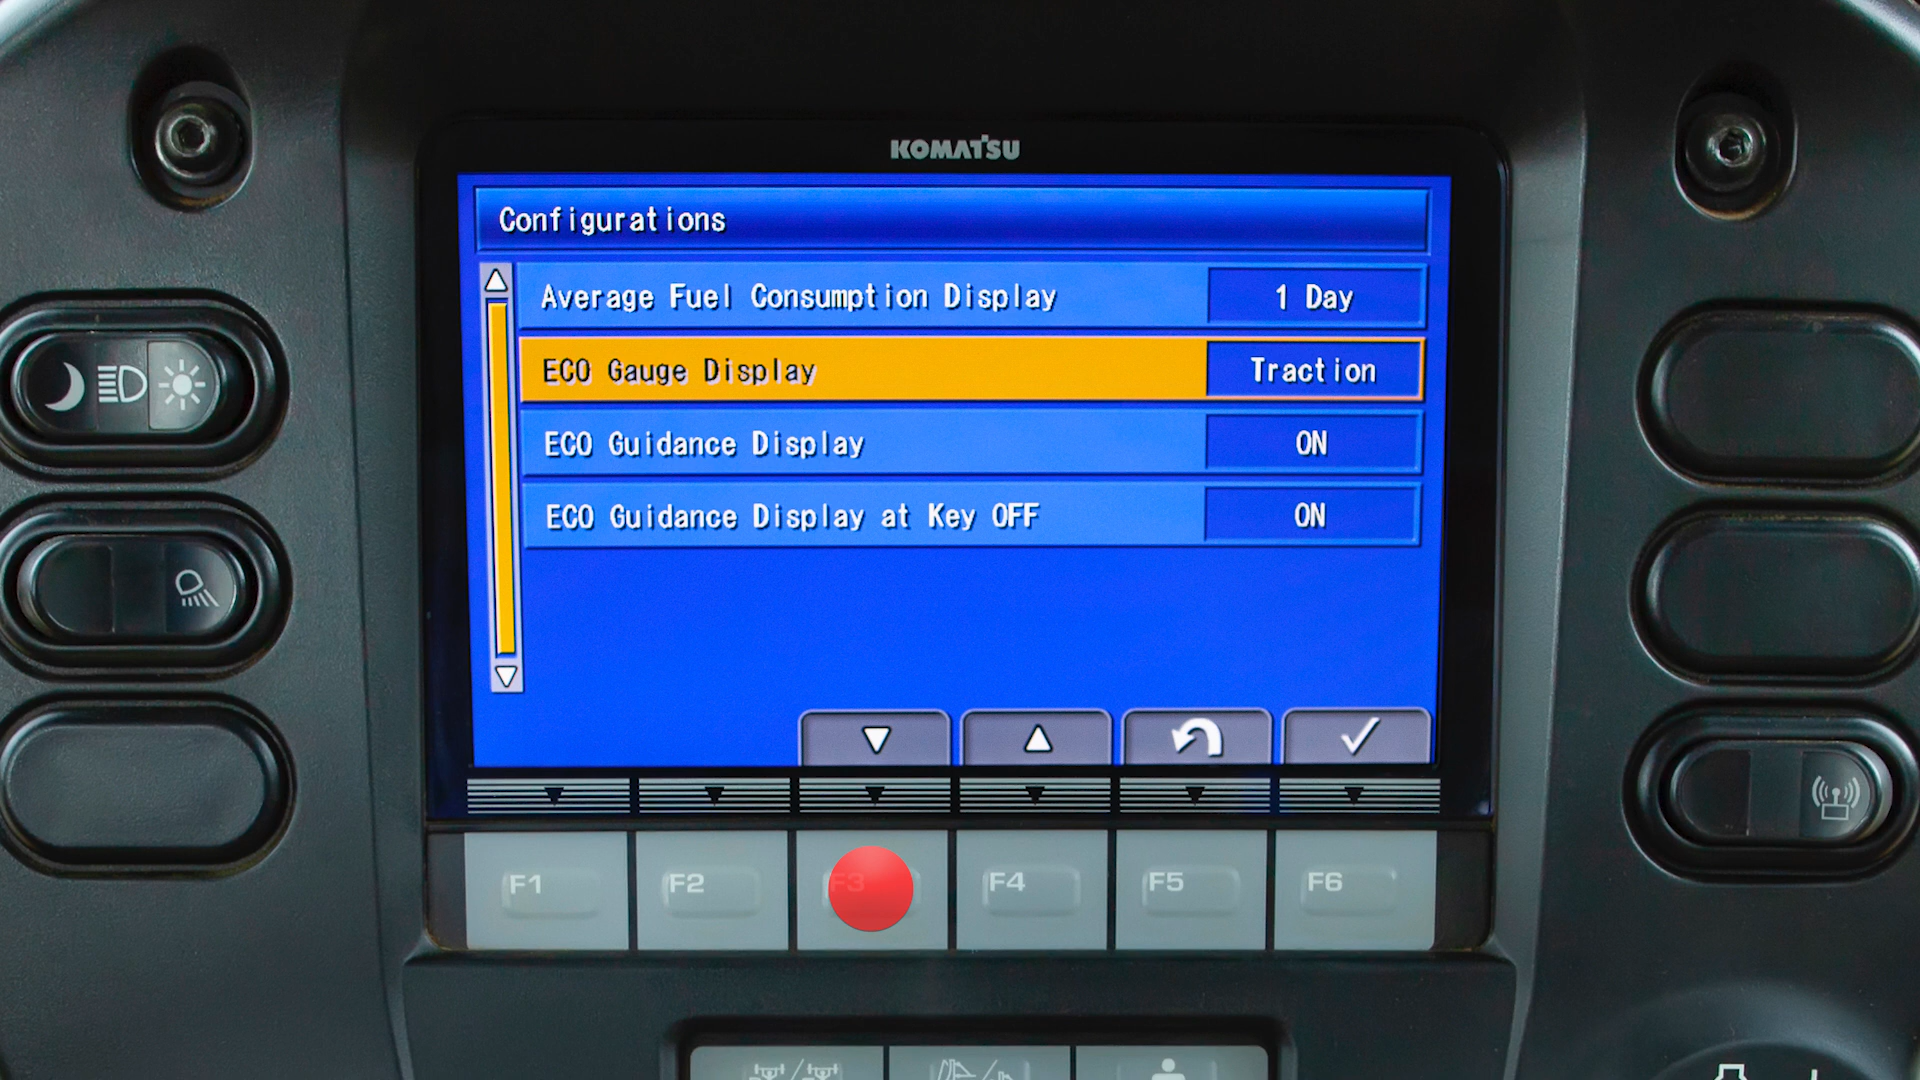 KOMATSU
Configurations
Average Fuel Consumption Display 1 Day
ECO Gauge Display Traction
ECO Guidance Display ON
ECO Guidance Display at Key OFF ON
F1 F2 F3 F4 F5 F6